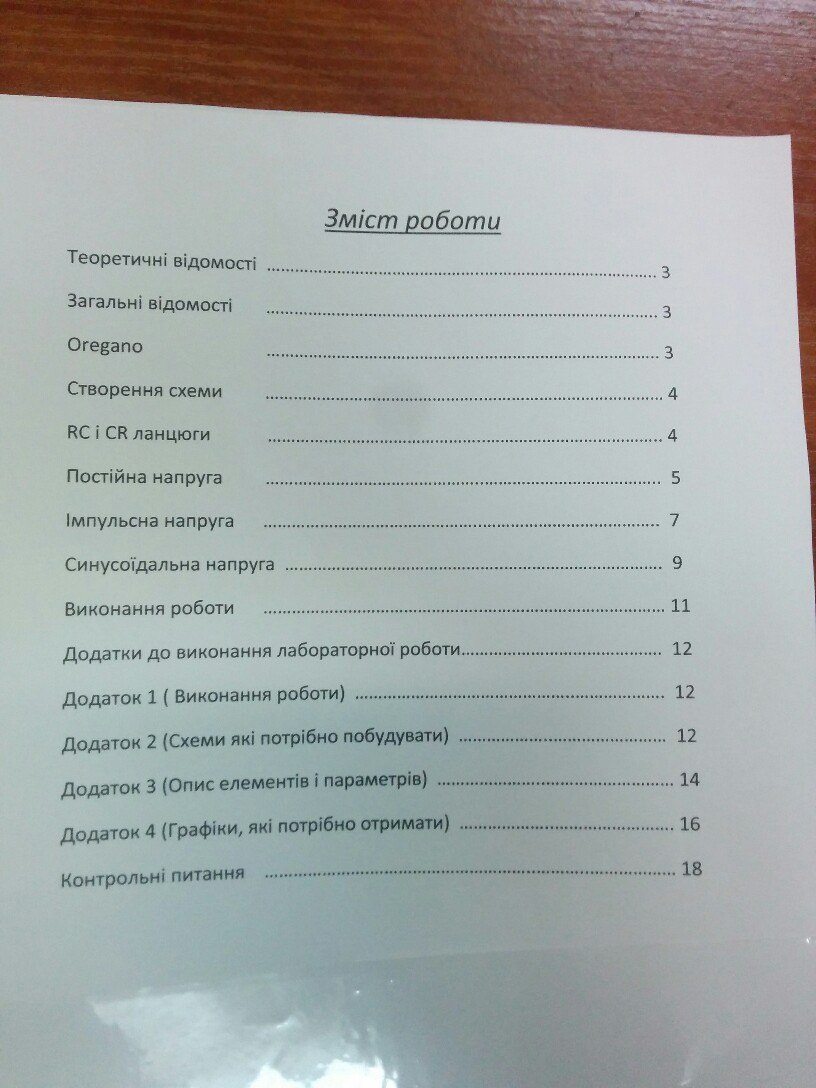 Зміст роботи
Теоретичні відомості ........................................................................ 3
Загальні відомості ........................................................................ 3
Oregano ........................................................................ 3
Створення схеми ........................................................................ 4
RC і CR ланцюги ........................................................................ 4
Постійна напруга ........................................................................ 5
Імпульсна напруга ........................................................................ 7
Синусоїдальна напруга .................................................................... 9
Виконання роботи ........................................................................ 11
Додатки до виконання лабораторної роботи.................................... 12
Додаток 1 ( Виконання роботи) ........................................................ 12
Додаток 2 (Схеми які потрібно побудувати) ..................................... 12
Додаток 3 (Опис елементів і параметрів) ......................................... 14
Додаток 4 (Графіки, які потрібно отримати) ..................................... 16
Контрольні питання ........................................................................ 18